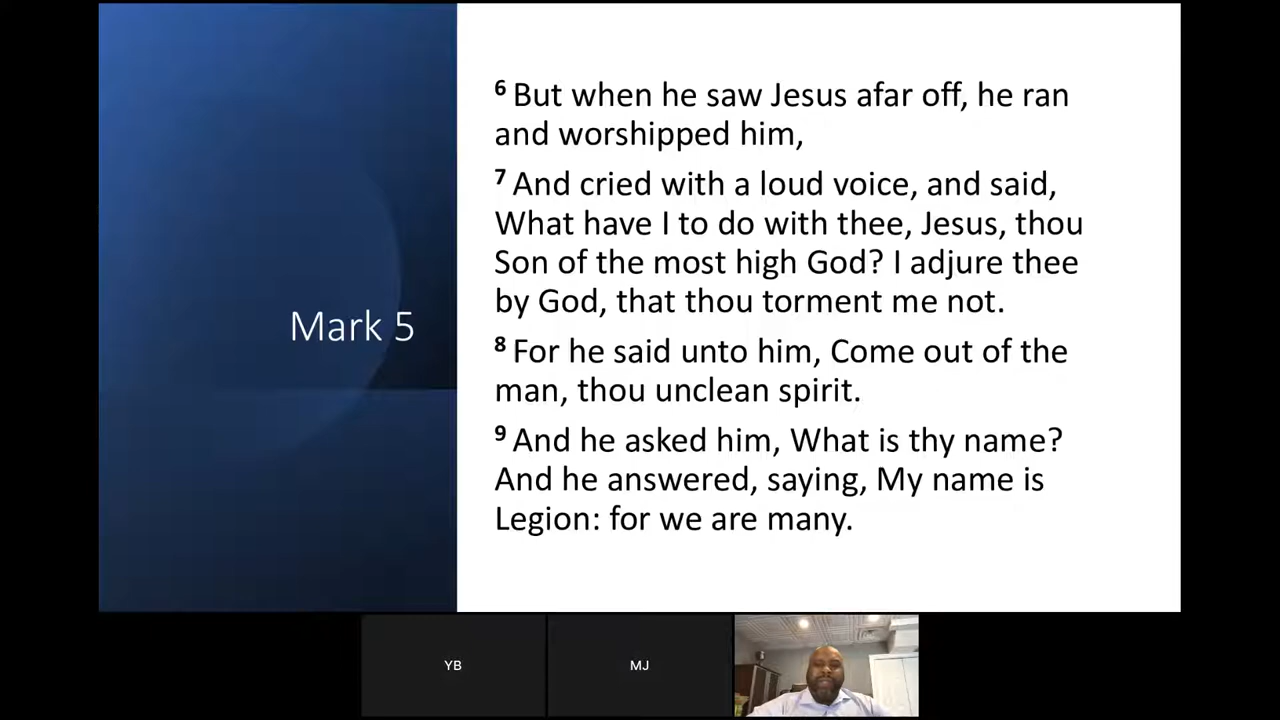 Mark 5
6 But when he saw Jesus afar off, he ran
and worshipped him,
7 And cried with a loud voice, and said,
What have I to do with thee, Jesus, thou
Son of the most high God? I adjure thee
by God, that thou torment me not.
8 For he said unto him, Come out of the
man, thou unclean spirit.
9 And he asked him, What is thy name?
And he answered, saying, My name is
Legion: for we are many.
YB
MJ